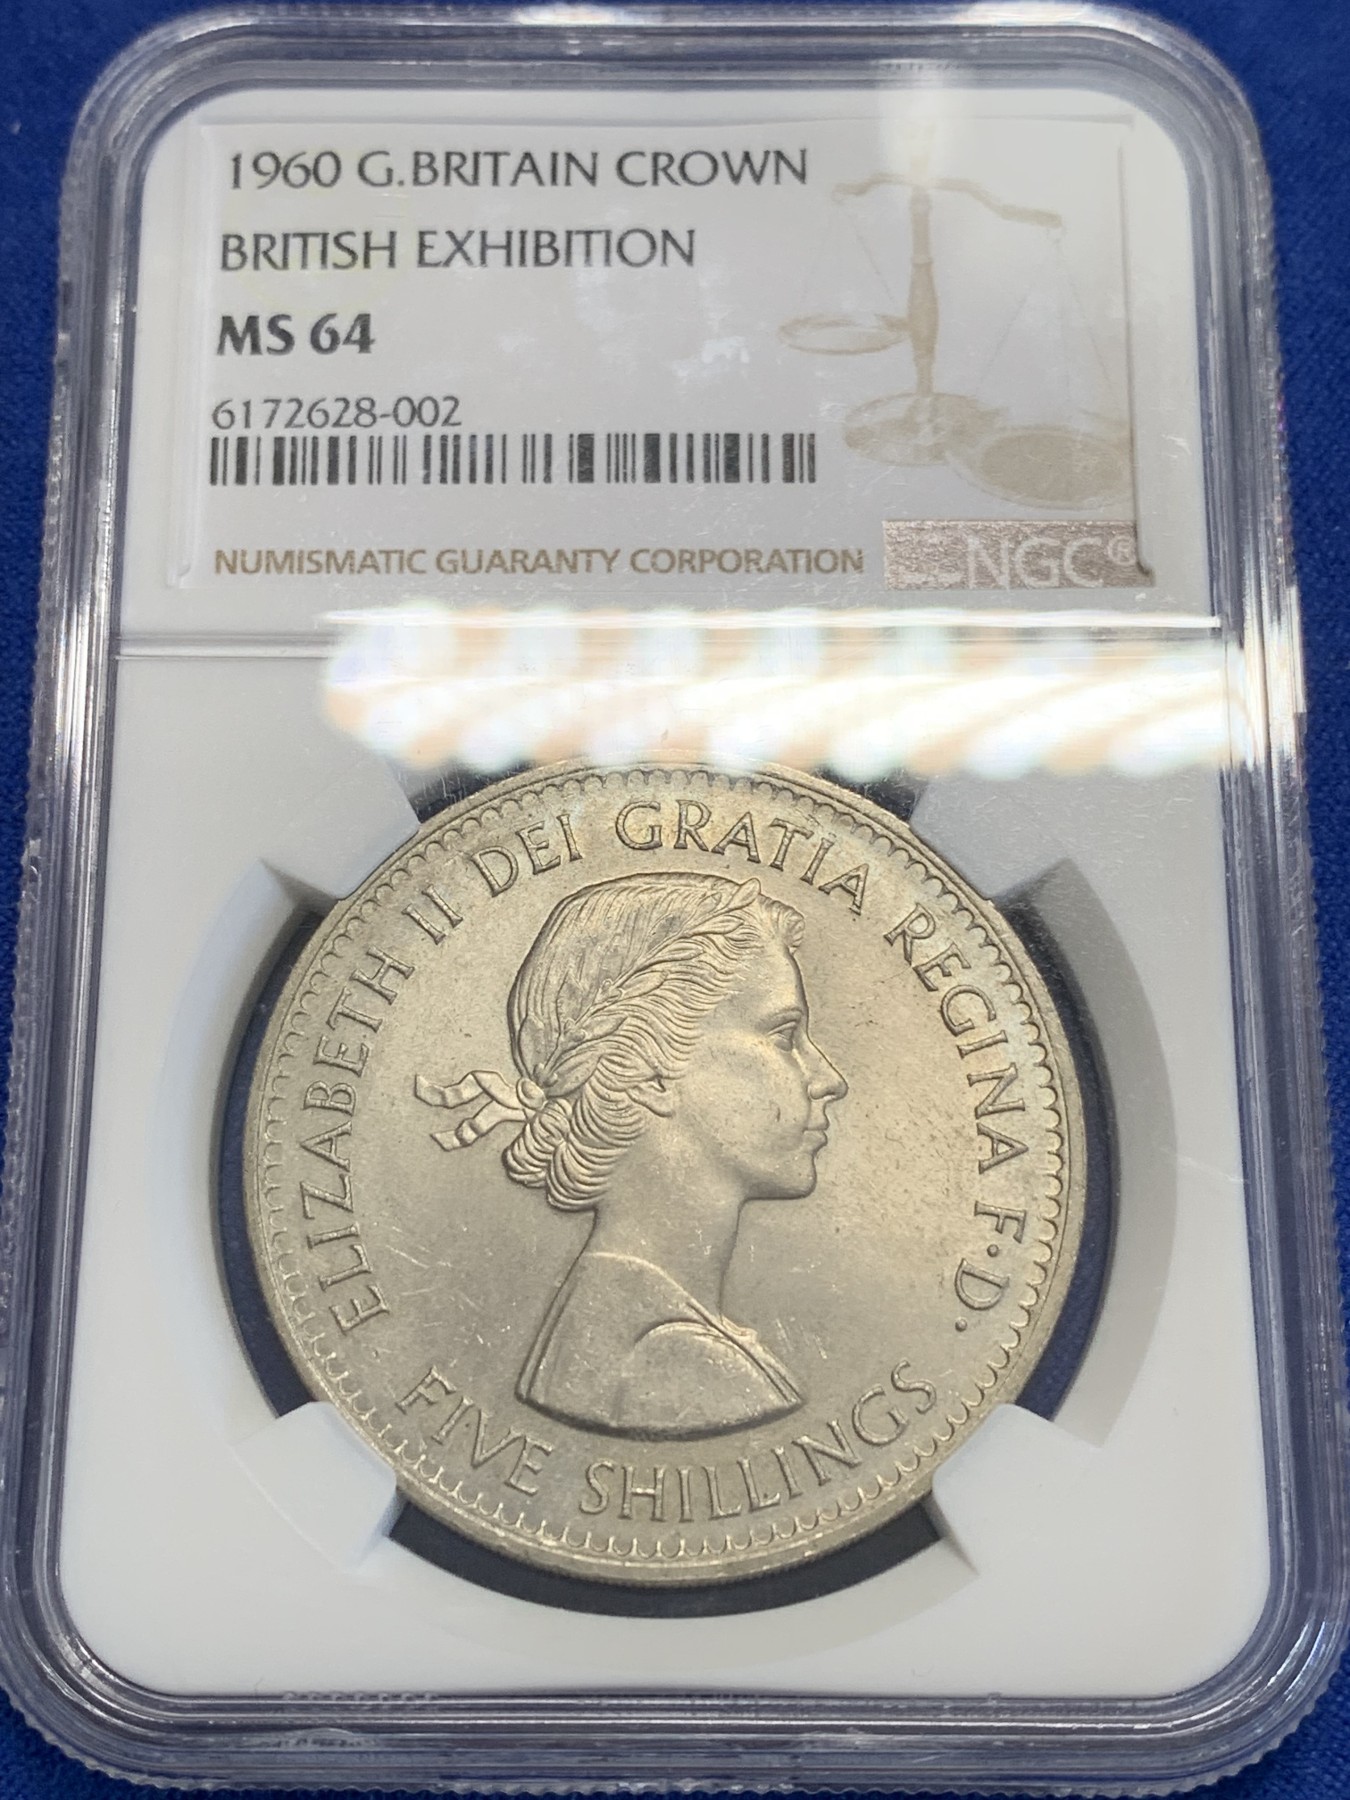 1960 G.BRITAIN CROWN
BRITISH EXHIBITION
MS 64
6172628-002
NUMISMATIC GUARANTY CORPORATION
NGC®
ELIZABETH II DEI GRATIA REGINA F·D·
FIVE SHILLINGS